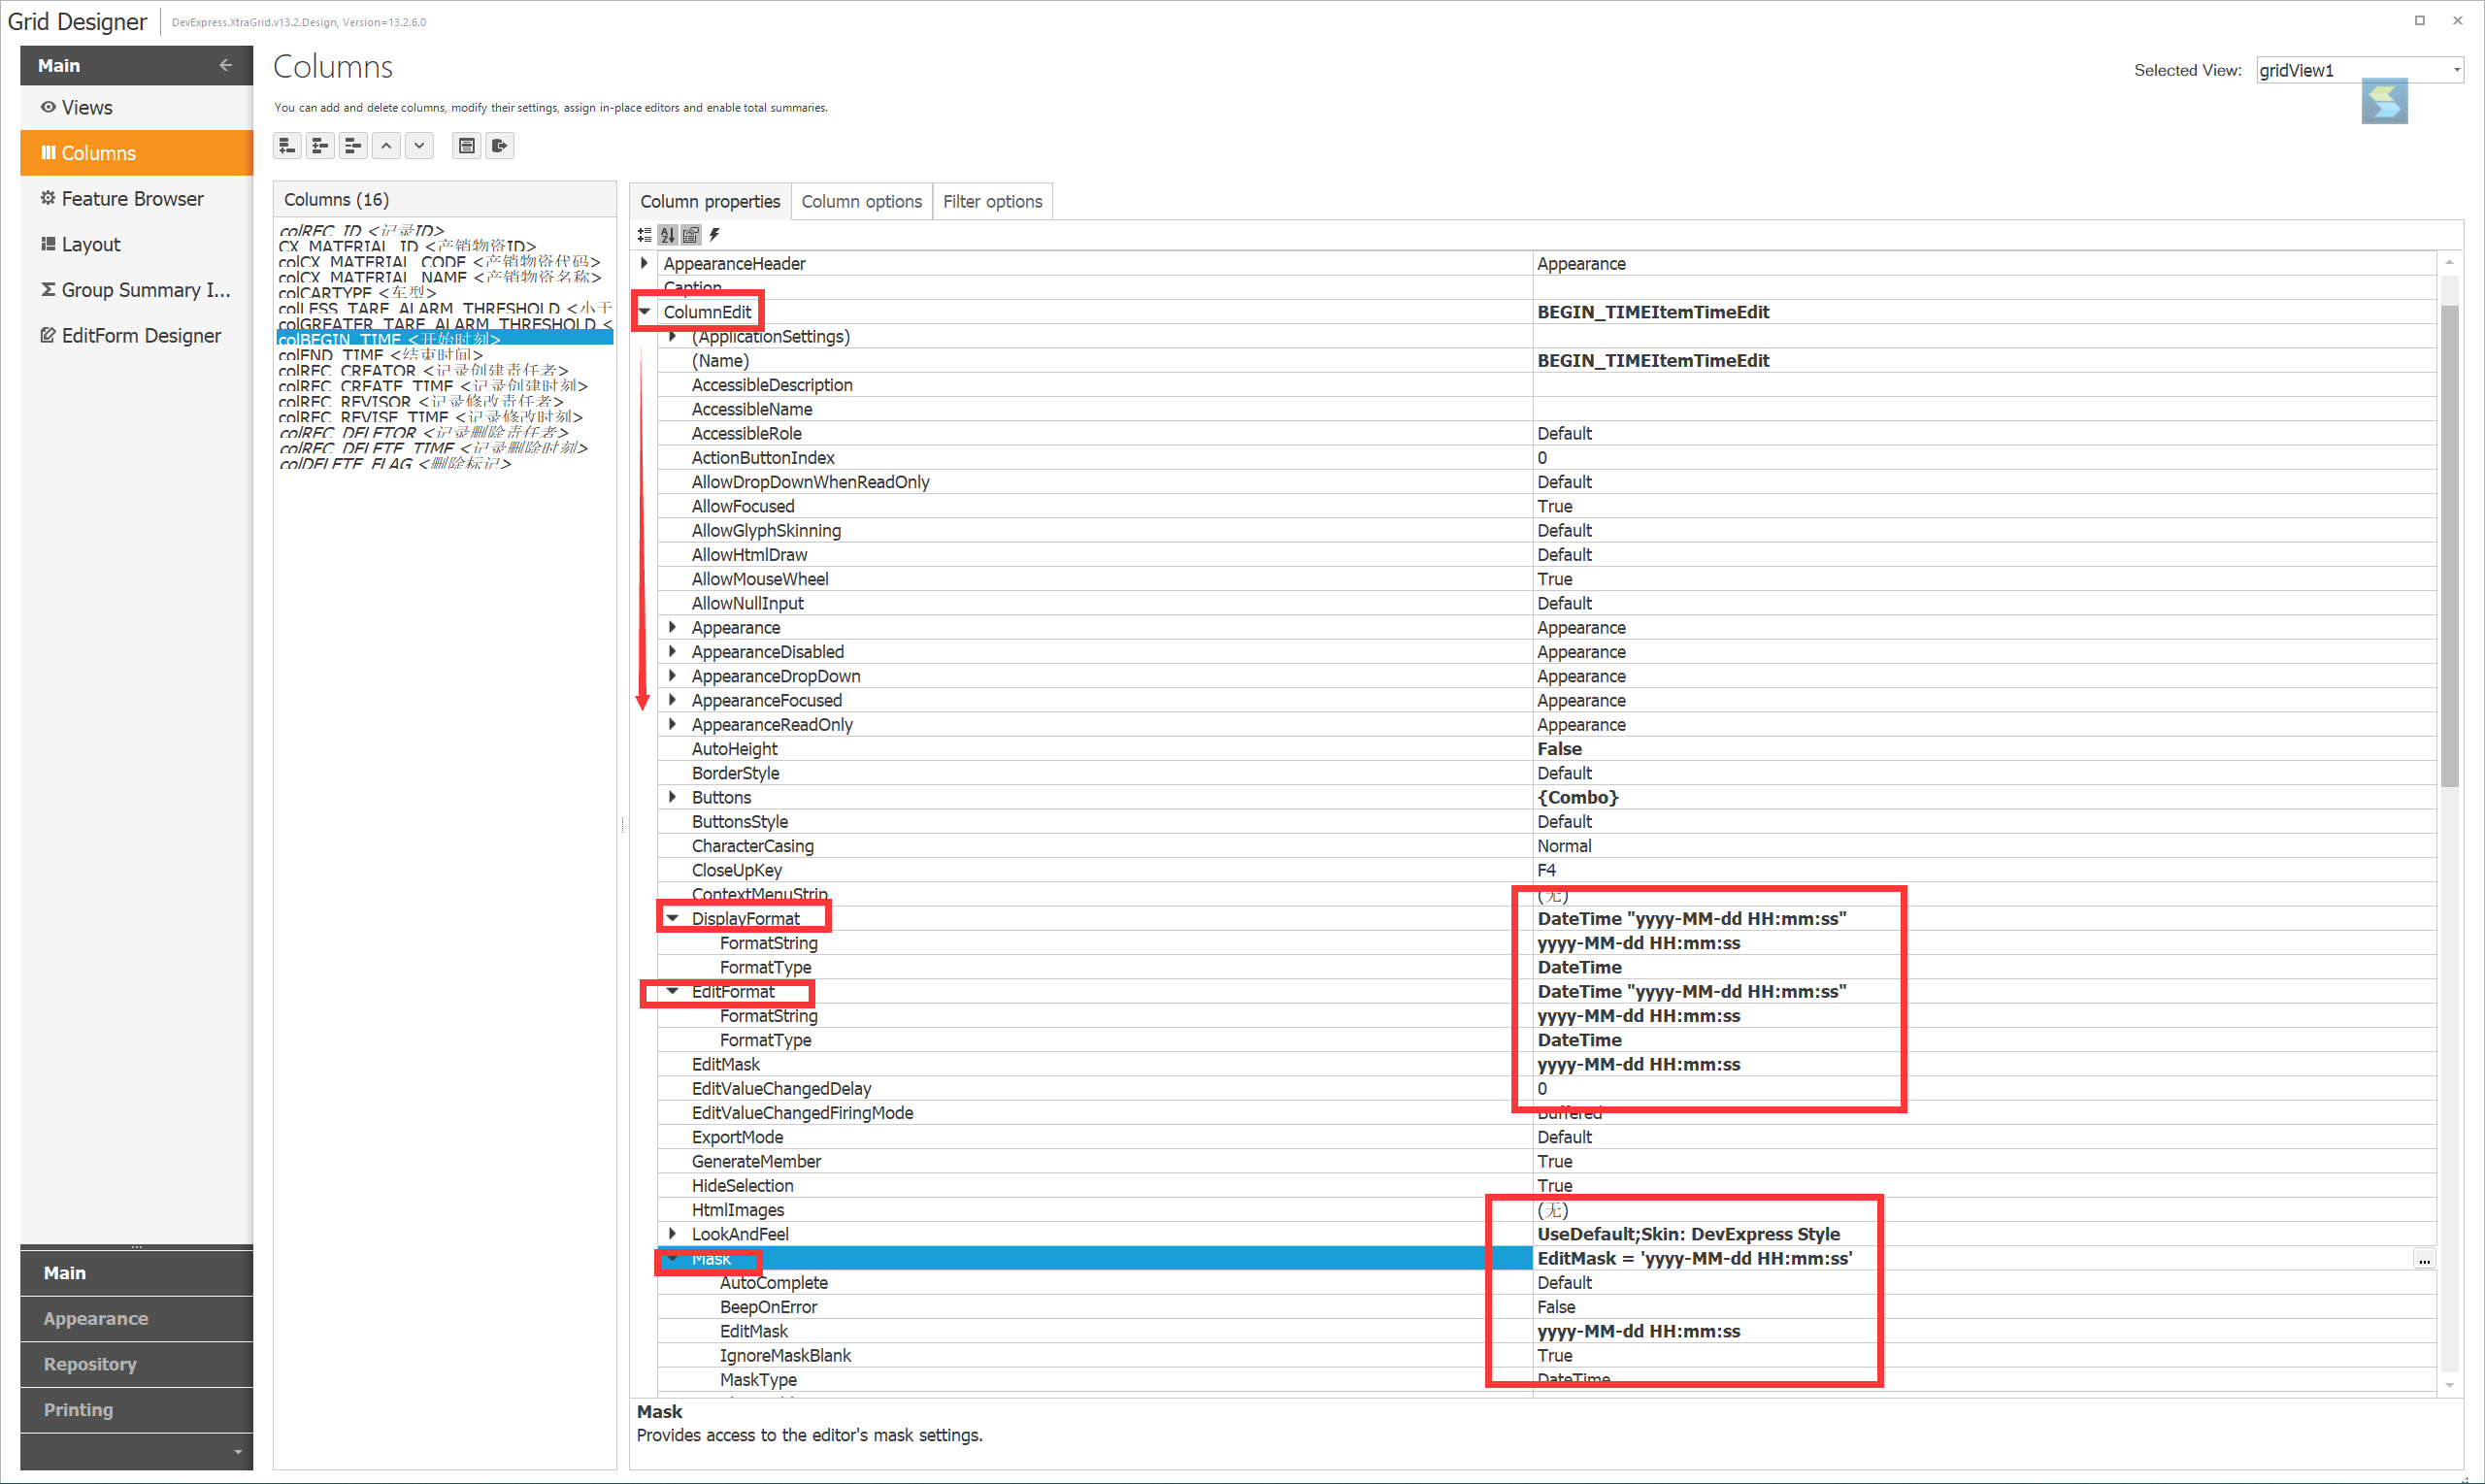 Grid Designer
DevExpress.XtraGrid.v13.2.Design, Version=13.2.6.0
Main
Views
Columns
Feature Browser
Layout
Group Summary I...
EditForm Designer
Main
Appearance
Repository
Printing
Columns
Selected View: gridView1
You can add and delete columns, modify their settings, assign in-place editors and enable total summaries.
Columns (16)
colREC_ID <记录ID>
CX_MATERIAL_ID <产销物资ID>
colCX_MATERIAL_CODE <产销物资代码>
colCX_MATERIAL_NAME <产销物资名称>
colCARTYPE <车型>
colLESS_TARE_ALARM_THRESHOLD <小于
colGREATER_TARE_ALARM_THRESHOLD <
colBEGIN_TIME <开始时刻>
colEND_TIME <结束时间>
colREC_CREATOR <记录创建责任者>
colREC_CREATE_TIME <记录创建时刻>
colREC_REVISOR <记录修改责任者>
colREC_REVISE_TIME <记录修改时刻>
colREC_DELETOR <记录删除责任者>
colREC_DELETE_TIME <记录删除时刻>
colDELETE_FLAG <删除标记>
Column properties Column options Filter options
AppearanceHeader Appearance
Caption
ColumnEdit BEGIN_TIMEItemTimeEdit
(ApplicationSettings)
(Name) BEGIN_TIMEItemTimeEdit
AccessibleDescription
AccessibleName
AccessibleRole Default
ActionButtonIndex 0
AllowDropDownWhenReadOnly Default
AllowFocused True
AllowGlyphSkinning Default
AllowHtmlDraw Default
AllowMouseWheel True
AllowNullInput Default
Appearance Appearance
AppearanceDisabled Appearance
AppearanceDropDown Appearance
AppearanceFocused Appearance
AppearanceReadOnly Appearance
AutoHeight False
BorderStyle Default
Buttons {Combo}
ButtonsStyle Default
CharacterCasing Normal
CloseUpKey F4
ContextMenuStrip (无)
DisplayFormat DateTime "yyyy-MM-dd HH:mm:ss"
FormatString yyyy-MM-dd HH:mm:ss
FormatType DateTime
EditFormat DateTime "yyyy-MM-dd HH:mm:ss"
FormatString yyyy-MM-dd HH:mm:ss
FormatType DateTime
EditMask yyyy-MM-dd HH:mm:ss
EditValueChangedDelay 0
EditValueChangedFiringMode Buffered
ExportMode Default
GenerateMember True
HideSelection True
HtmlImages (无)
LookAndFeel UseDefault;Skin: DevExpress Style
Mask EditMask = 'yyyy-MM-dd HH:mm:ss' ...
AutoComplete Default
BeepOnError False
EditMask yyyy-MM-dd HH:mm:ss
IgnoreMaskBlank True
MaskType DateTime
Mask
Provides access to the editor's mask settings.